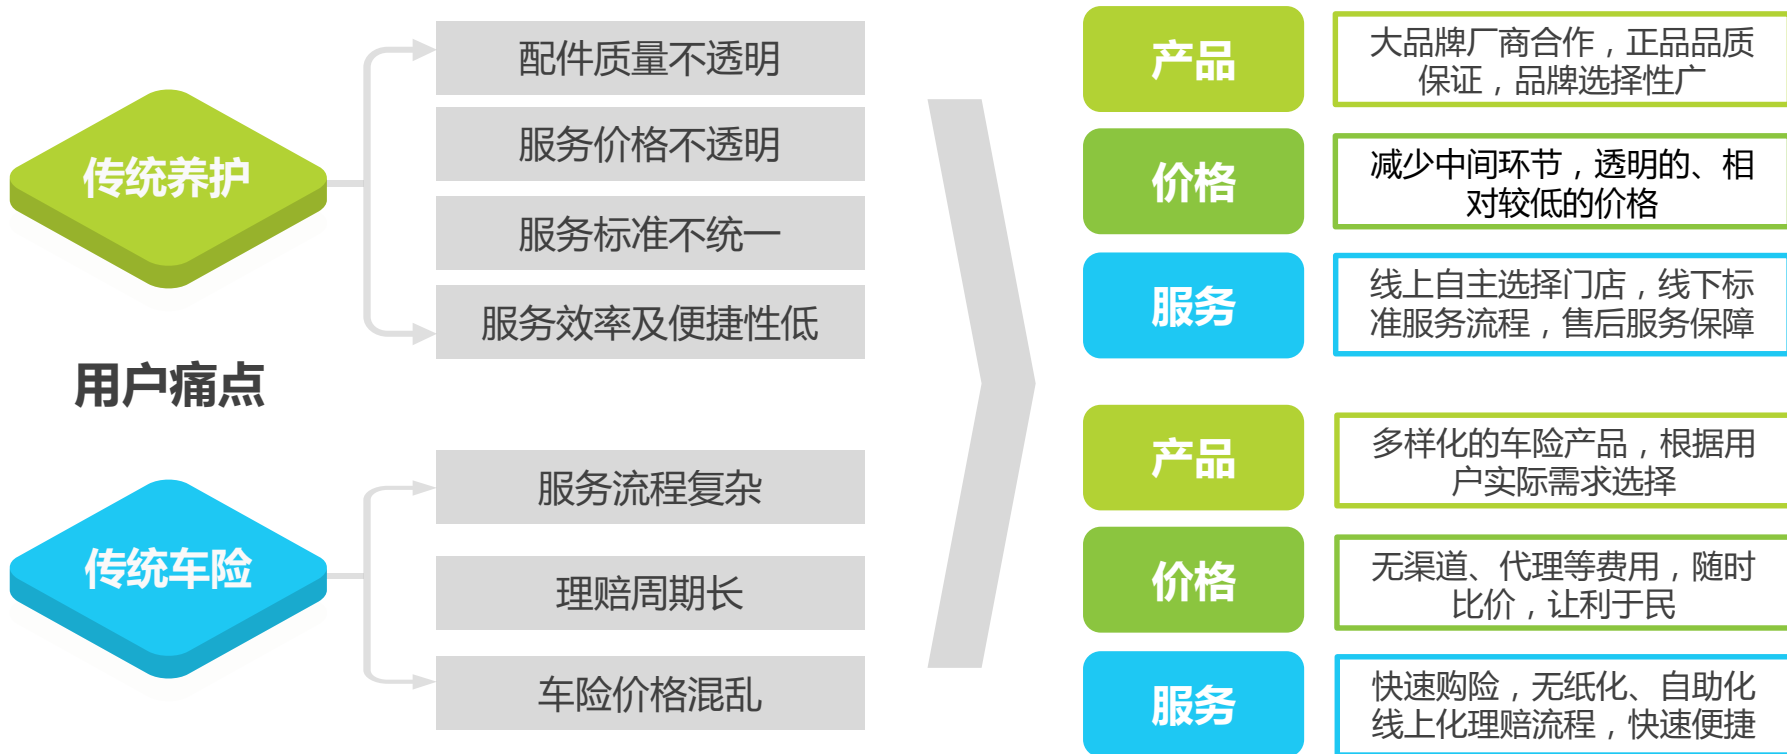 传统养护
配件质量不透明
服务价格不透明
服务标准不统一
服务效率及便捷性低
用户痛点
传统车险
服务流程复杂
理赔周期长
车险价格混乱
产品
大品牌厂商合作，正品品质
保证，品牌选择性广
价格
减少中间环节，透明的、相
对较低的价格
服务
线上自主选择门店，线下标
准服务流程，售后服务保障
产品
多样化的车险产品，根据用
户实际需求选择
价格
无渠道、代理等费用，随时
比价，让利于民
服务
快速购险，无纸化、自助化
线上化理赔流程，快速便捷